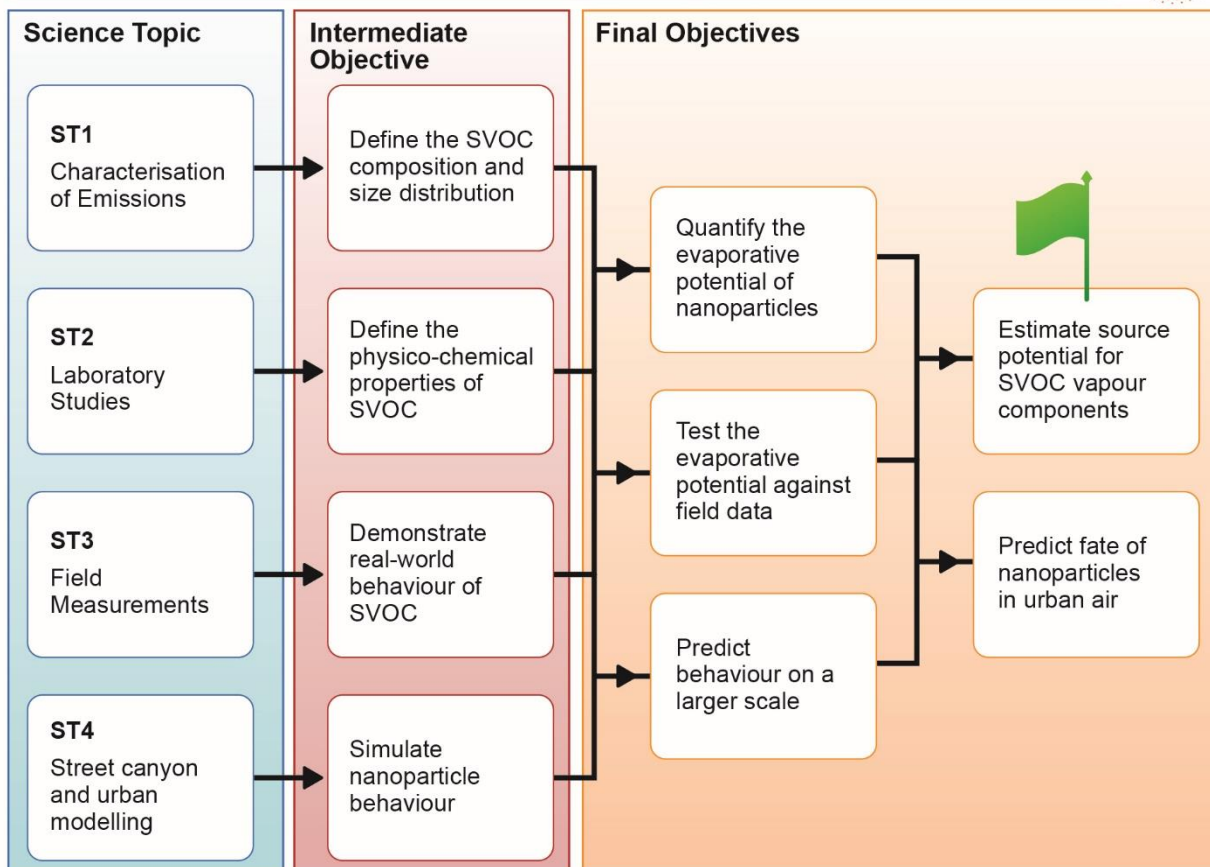 Science Topic
ST1
Characterisation
of Emissions
ST2
Laboratory
Studies
ST3
Field
Measurements
ST4
Street canyon
and urban
modelling
Intermediate
Objective
Define the SVOC
composition and
size distribution
Define the
physico-chemical
properties of
SVOC
Demonstrate
real-world
behaviour of
SVOC
Simulate
nanoparticle
behaviour
Final Objectives
Quantify the
evaporative
potential of
nanoparticles
Test the
evaporative
potential against
field data
Predict
behaviour on a
larger scale
Estimate source
potential for
SVOC vapour
components
Predict fate of
nanoparticles
in urban air